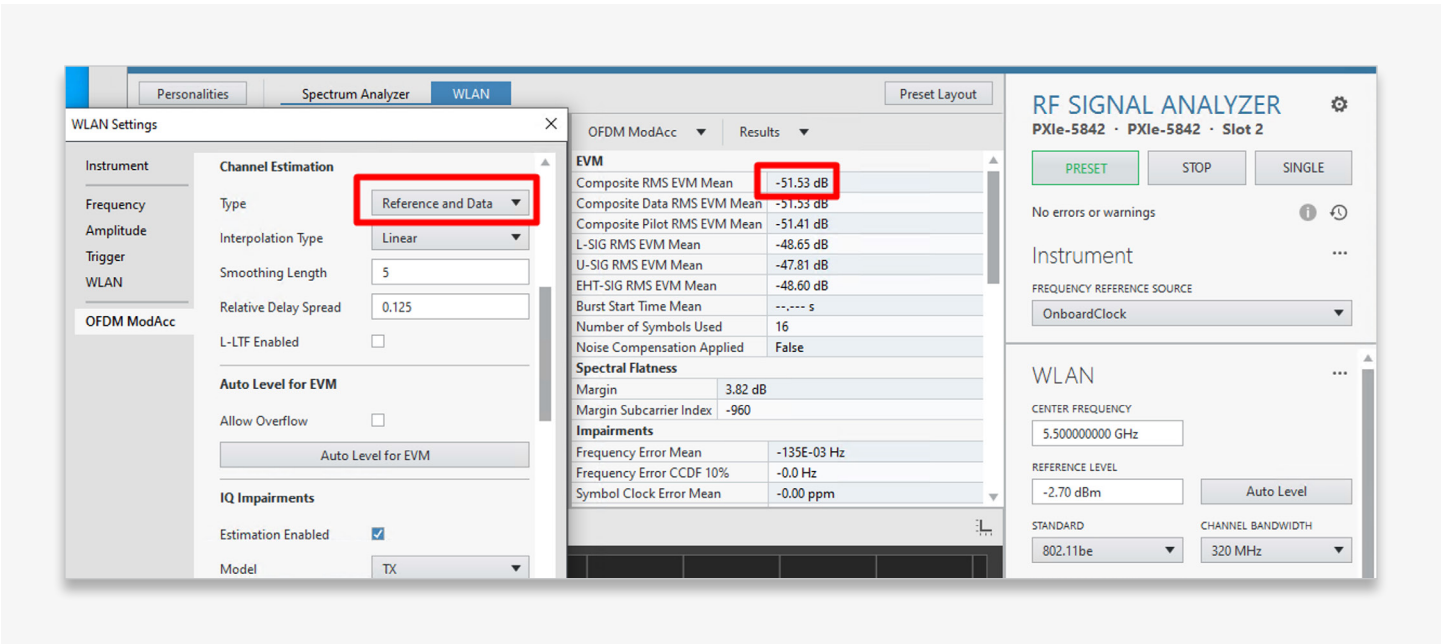 Personalities
Spectrum Analyzer
WLAN
Preset Layout
WLAN Settings
Instrument
Frequency
Amplitude
Trigger
WLAN
OFDM ModAcc
Channel Estimation
Type Reference and Data
Interpolation Type Linear
Smoothing Length 5
Relative Delay Spread 0.125
L-LTF Enabled
Auto Level for EVM
Allow Overflow
Auto Level for EVM
IQ Impairments
Estimation Enabled
Model TX
OFDM ModAcc Results
EVM
Composite RMS EVM Mean -51.53 dB
Composite Data RMS EVM Mean -51.53 dB
Composite Pilot RMS EVM Mean -51.41 dB
L-SIG RMS EVM Mean -48.65 dB
U-SIG RMS EVM Mean -47.81 dB
EHT-SIG RMS EVM Mean -48.60 dB
Burst Start Time Mean --.--- s
Number of Symbols Used 16
Noise Compensation Applied False
Spectral Flatness
Margin 3.82 dB
Margin Subcarrier Index -960
Impairments
Frequency Error Mean -135E-03 Hz
Frequency Error CCDF 10% -0.0 Hz
Symbol Clock Error Mean -0.00 ppm
RF SIGNAL ANALYZER
PXIe-5842 · PXIe-5842 · Slot 2
PRESET STOP SINGLE
No errors or warnings
Instrument
FREQUENCY REFERENCE SOURCE
OnboardClock
WLAN
CENTER FREQUENCY
5.500000000 GHz
REFERENCE LEVEL
-2.70 dBm Auto Level
STANDARD CHANNEL BANDWIDTH
802.11be 320 MHz